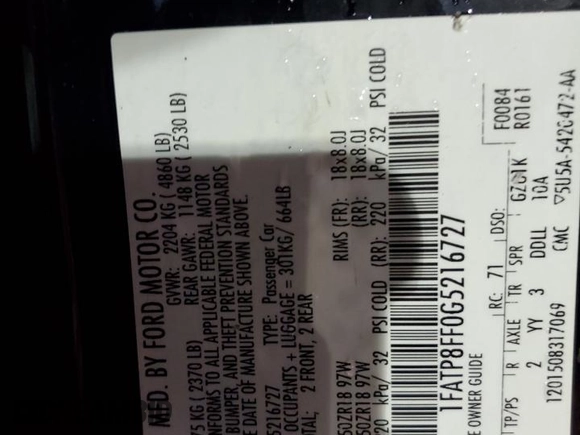 MFD. BY FORD MOTOR CO.
GVWR: 2204 KG ( 4860 LB)
75 KG ( 2370 LB) REAR GAWR: 1148 KG ( 2530 LB)
NFORMS TO ALL APPLICABLE FEDERAL MOTOR
BUMPER, AND THEFT PREVENTION STANDARDS
E DATE OF MANUFACTURE SHOWN ABOVE.
5216727 TYPE: Passenger Car
OCCUPANTS + LUGGAGE = 301KG/ 664LB
TAL: 2 FRONT, 2 REAR
50ZR18 97W RIMS (FR): 18x8.0J
50ZR18 97W (RR): 18x8.0J
20 kPa/ 32 PSI COLD (RR): 220 kPa/ 32 PSI COLD
1FATP8FF0G5216727
E OWNER GUIDE F0084
RC: 71 DSO: R0161
TP/PS R AXLE TR SPR GZ01K
2 YY 3 DDLL 10A
1201508317069 CMC ▽5U5A-5420472-AA